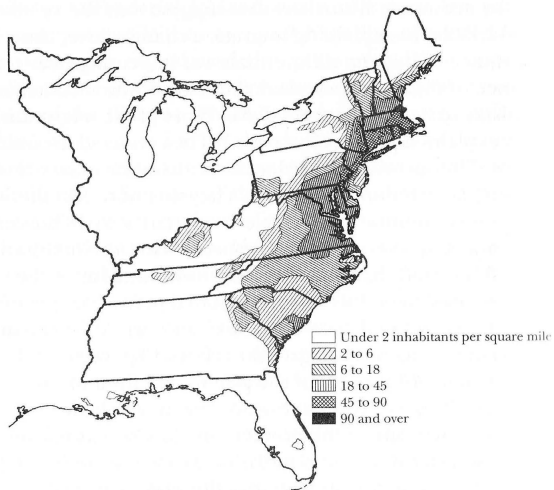 Under 2 inhabitants per square mile
2 to 6
6 to 18
18 to 45
45 to 90
90 and over